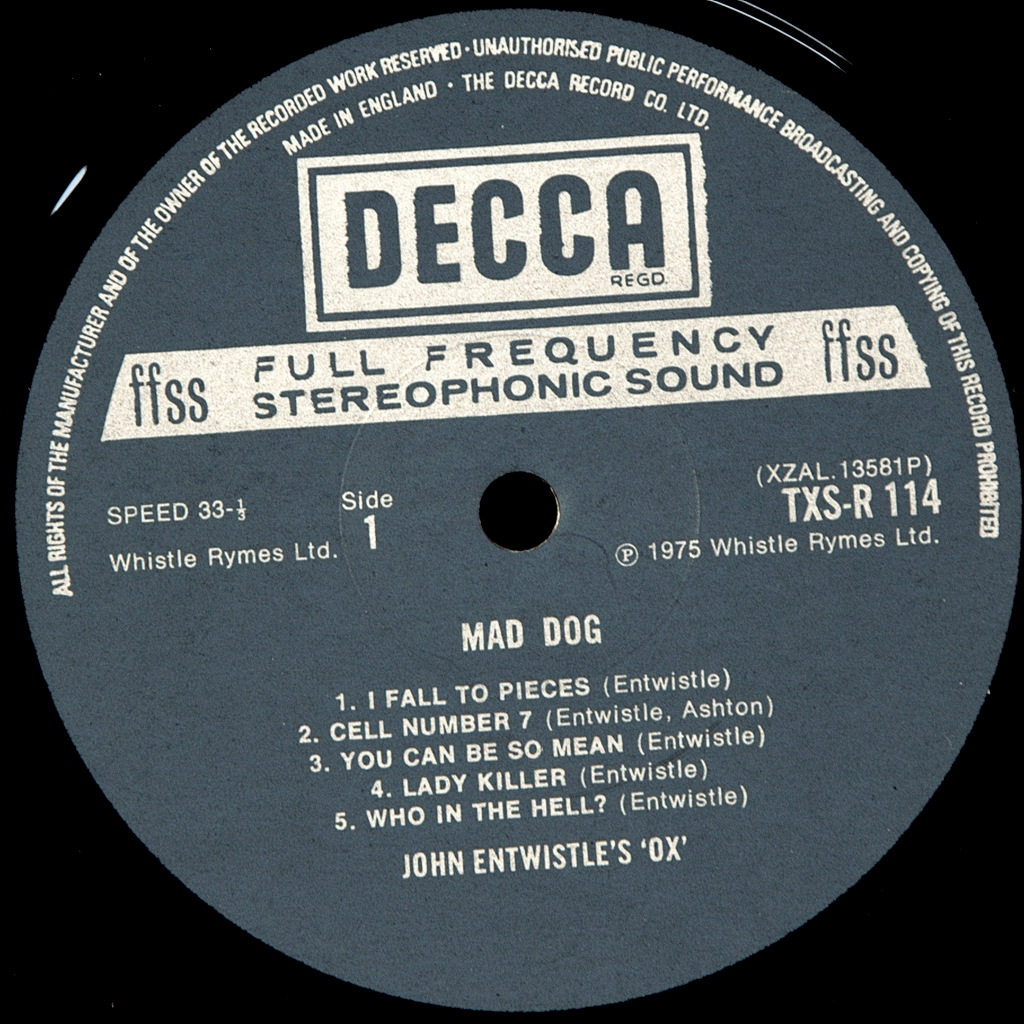 ALL RIGHTS OF THE MANUFACTURER AND OF THE OWNER OF THE RECORDED WORK RESERVED · UNAUTHORISED PUBLIC PERFORMANCE BROADCASTING AND COPYING OF THIS RECORD PROHIBITED
MADE IN ENGLAND · THE DECCA RECORD CO. LTD.
DECCA
REGD.
ffss FULL FREQUENCY ffss
STEREOPHONIC SOUND
(XZAL.13581P)
SPEED 33-⅓ Side TXS-R 114
1
Whistle Rymes Ltd. ℗ 1975 Whistle Rymes Ltd.
MAD DOG
1. I FALL TO PIECES (Entwistle)
2. CELL NUMBER 7 (Entwistle, Ashton)
3. YOU CAN BE SO MEAN (Entwistle)
4. LADY KILLER (Entwistle)
5. WHO IN THE HELL? (Entwistle)
JOHN ENTWISTLE'S 'OX'